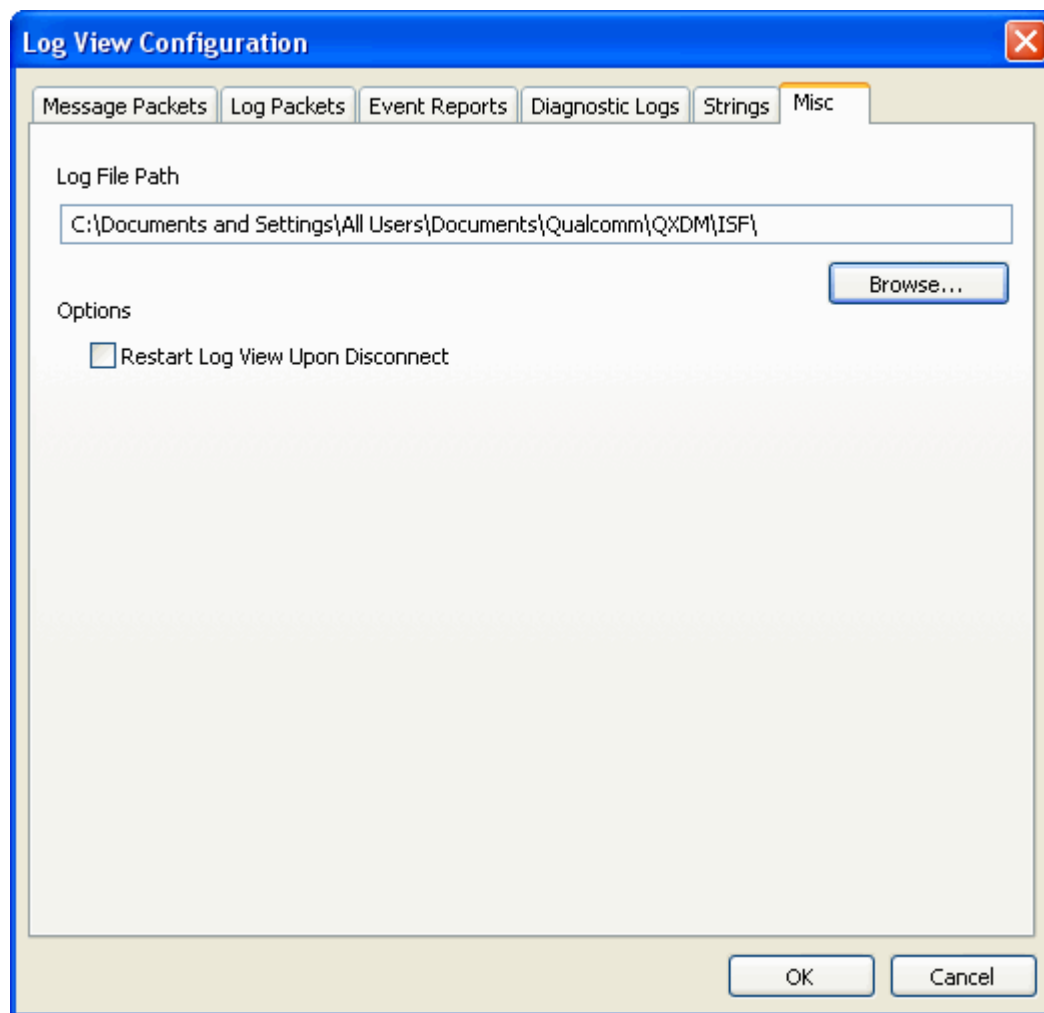 Log View Configuration
Message Packets Log Packets Event Reports Diagnostic Logs Strings Misc
Log File Path
C:\Documents and Settings\All Users\Documents\Qualcomm\QXDM\ISF\
Browse...
Options
Restart Log View Upon Disconnect
OK Cancel